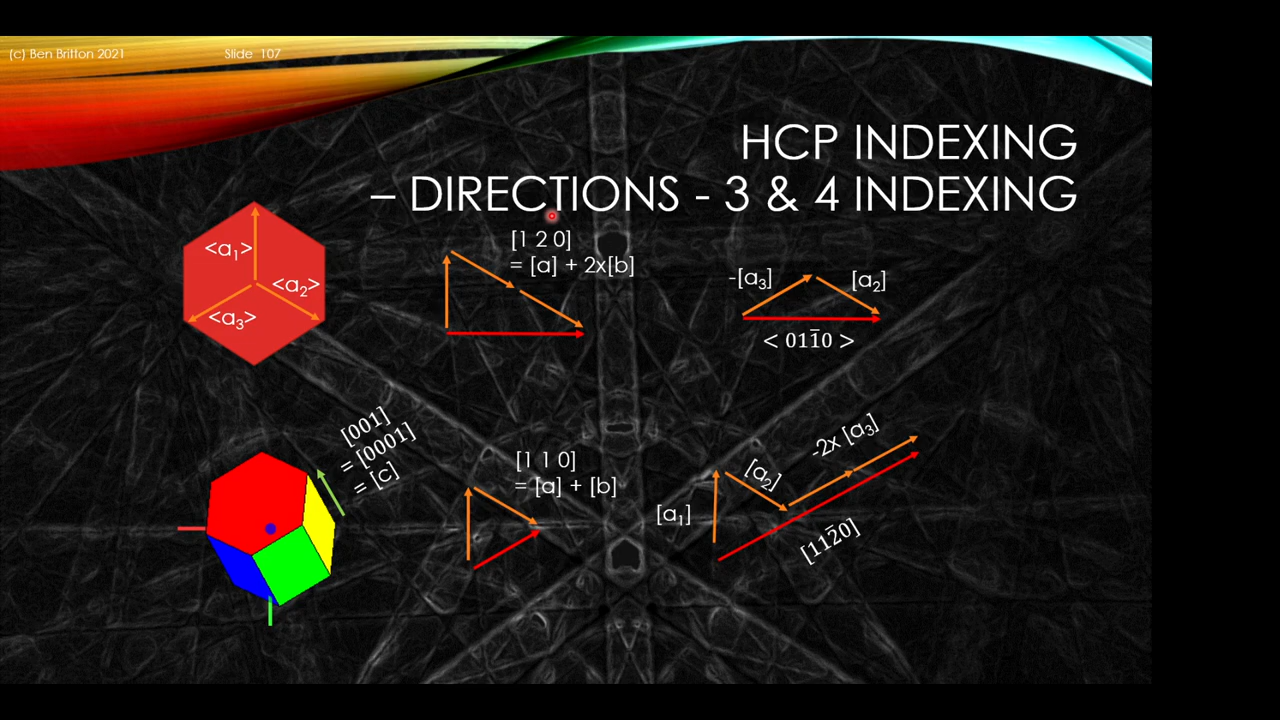 (c) Ben Britton 2021
Slide 107
HCP INDEXING
– DIRECTIONS - 3 & 4 INDEXING
<a₁>
<a₂>
<a₃>
[1 2 0]
= [a] + 2x[b]
-[a₃]
[a₂]
< 011̅0 >
[001]
= [0001]
= [c]
[1 1 0]
= [a] + [b]
[a₁]
[a₂]
-2x [a₃]
[112̅0]